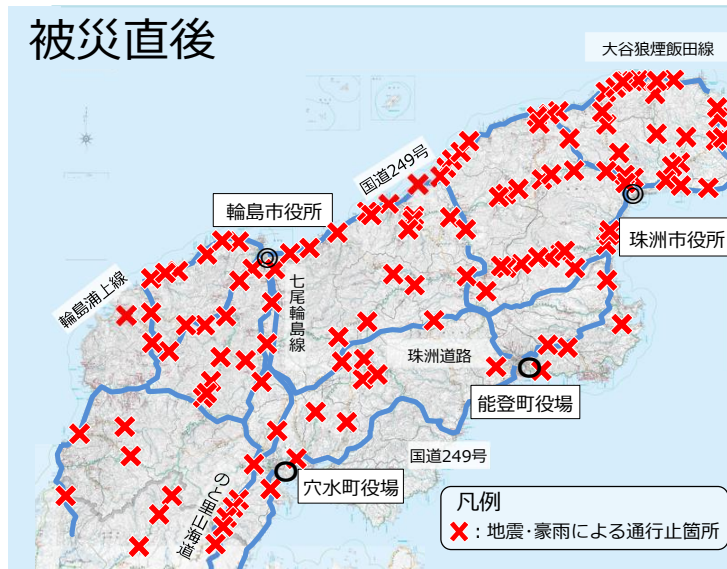 被災直後
大谷狼煙飯田線
国道249号
輪島市役所
珠洲市役所
輪島浦上線
七尾輪島線
珠洲道路
能登町役場
国道249号
穴水町役場
のと里山海道
凡例
×:地震・豪雨による通行止箇所